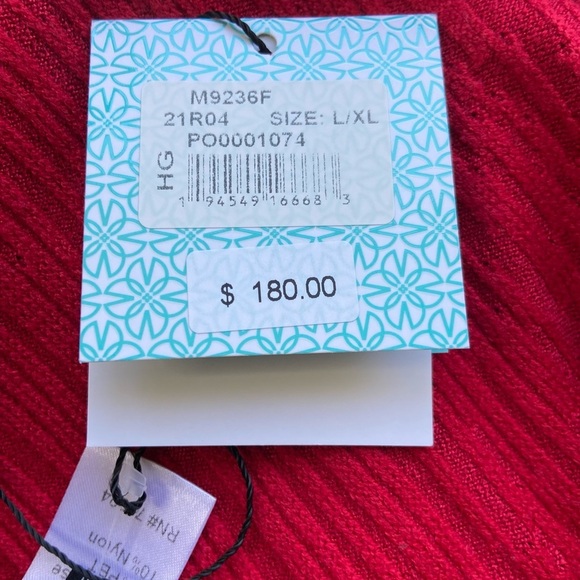 M9236F
21R04 SIZE: L/XL
PO0001074
HG
1 94549 16668 3
$ 180.00
10% Nylon